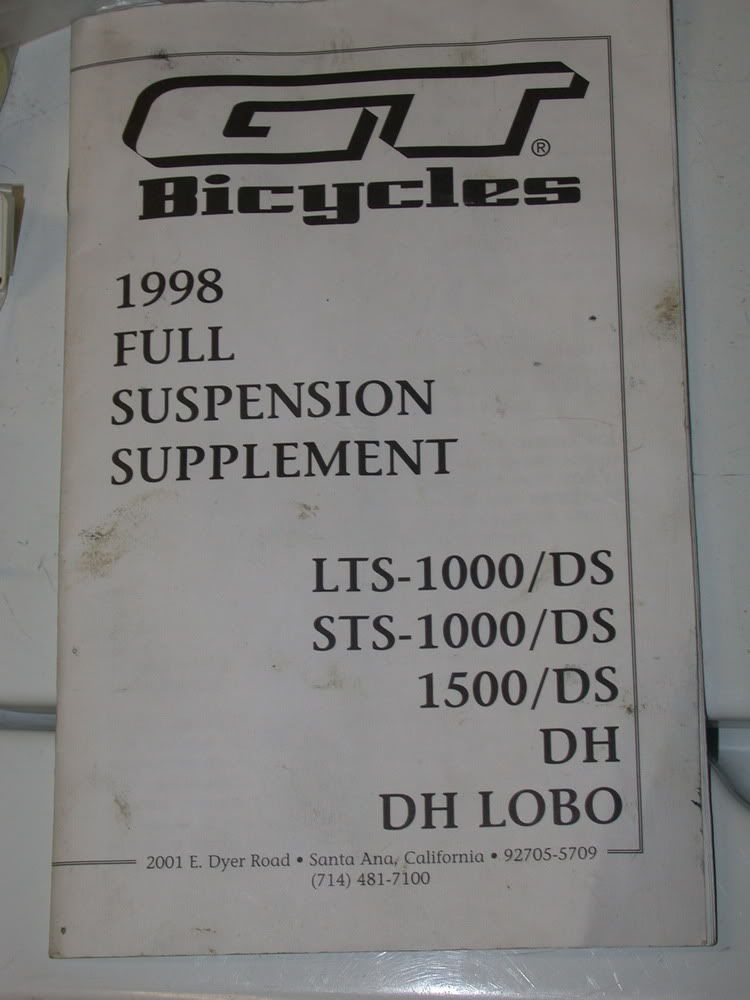 GT®
Bicycles
1998
FULL
SUSPENSION
SUPPLEMENT
LTS-1000/DS
STS-1000/DS
1500/DS
DH
DH LOBO
2001 E. Dyer Road • Santa Ana, California • 92705-5709
(714) 481-7100